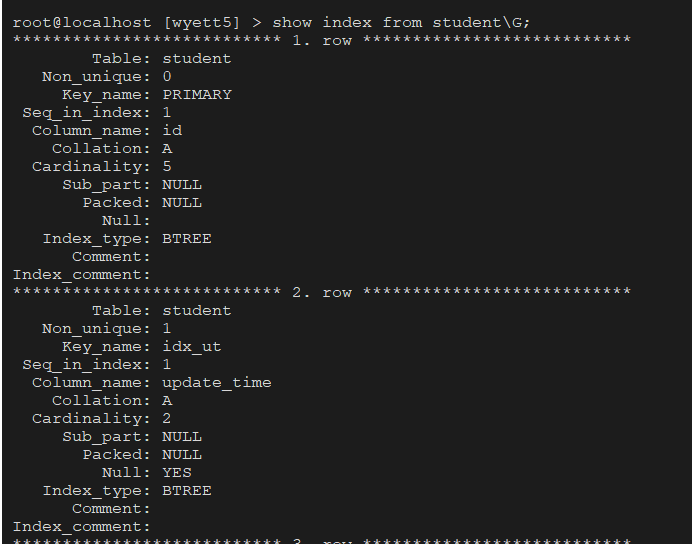 root@localhost [wyett5] > show index from student\G;
*************************** 1. row ***************************
        Table: student
   Non_unique: 0
     Key_name: PRIMARY
 Seq_in_index: 1
  Column_name: id
    Collation: A
  Cardinality: 5
     Sub_part: NULL
       Packed: NULL
         Null:
   Index_type: BTREE
      Comment:
Index_comment:
*************************** 2. row ***************************
        Table: student
   Non_unique: 1
     Key_name: idx_ut
 Seq_in_index: 1
  Column_name: update_time
    Collation: A
  Cardinality: 2
     Sub_part: NULL
       Packed: NULL
         Null: YES
   Index_type: BTREE
      Comment:
Index_comment:
*************************** 3. row ***************************